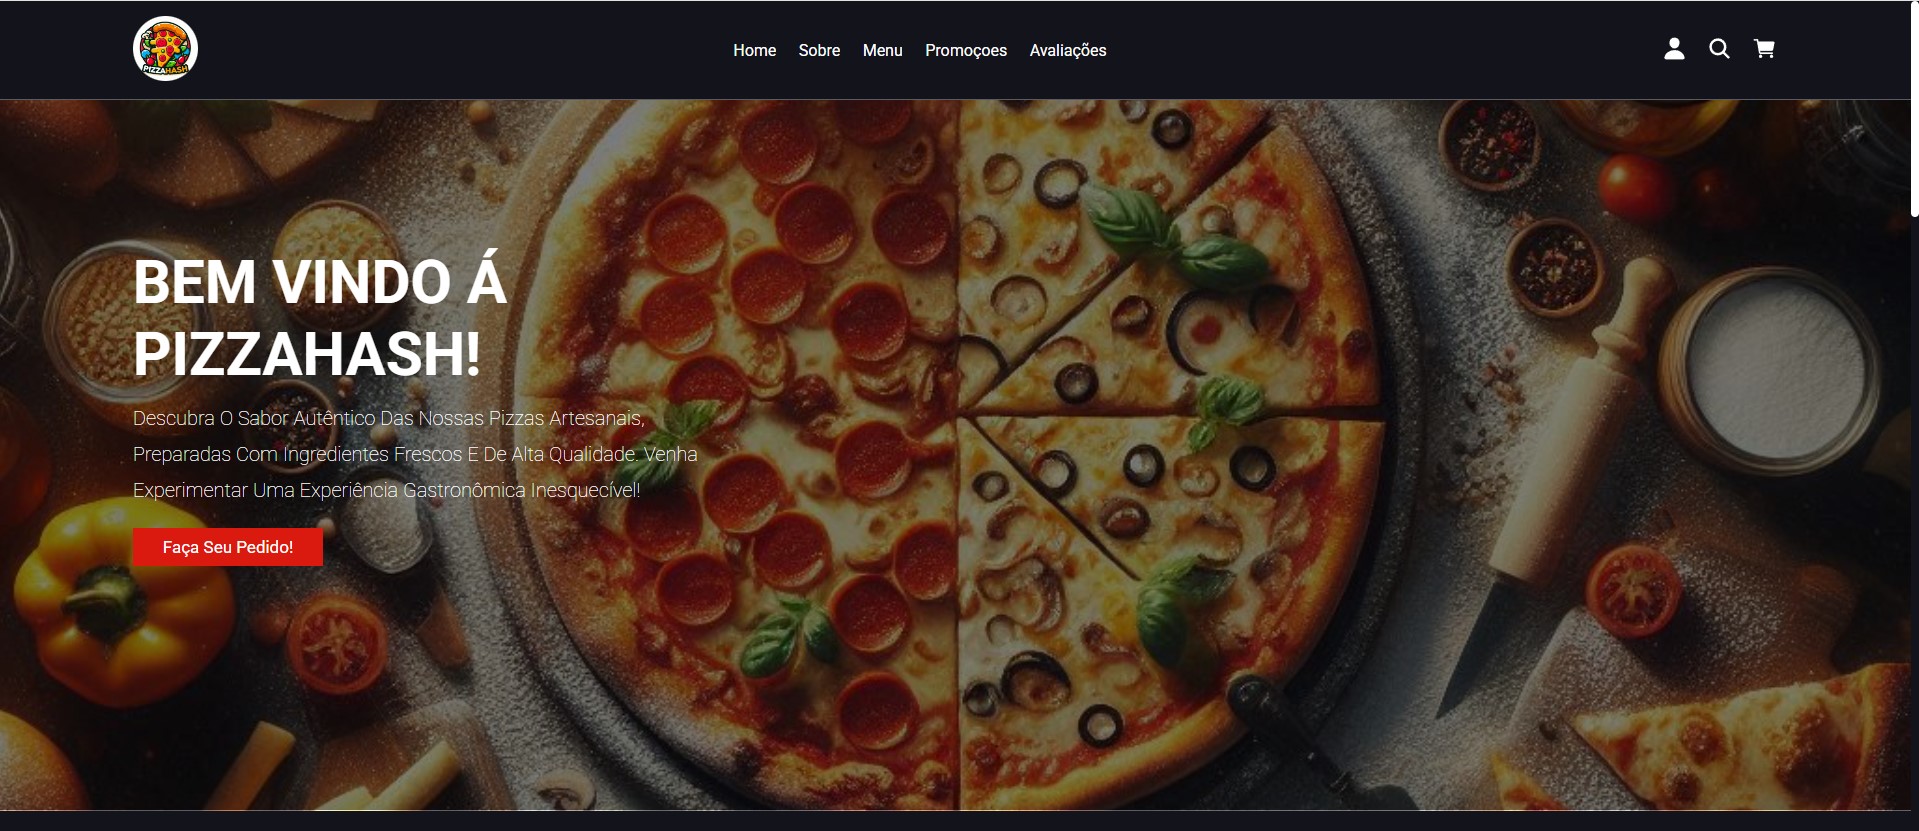 PIZZAHASH
Home Sobre Menu Promoçoes Avaliações
BEM VINDO Á
PIZZAHASH!
Descubra O Sabor Autêntico Das Nossas Pizzas Artesanais,
Preparadas Com Ingredientes Frescos E De Alta Qualidade. Venha
Experimentar Uma Experiência Gastronômica Inesquecível!
Faça Seu Pedido!